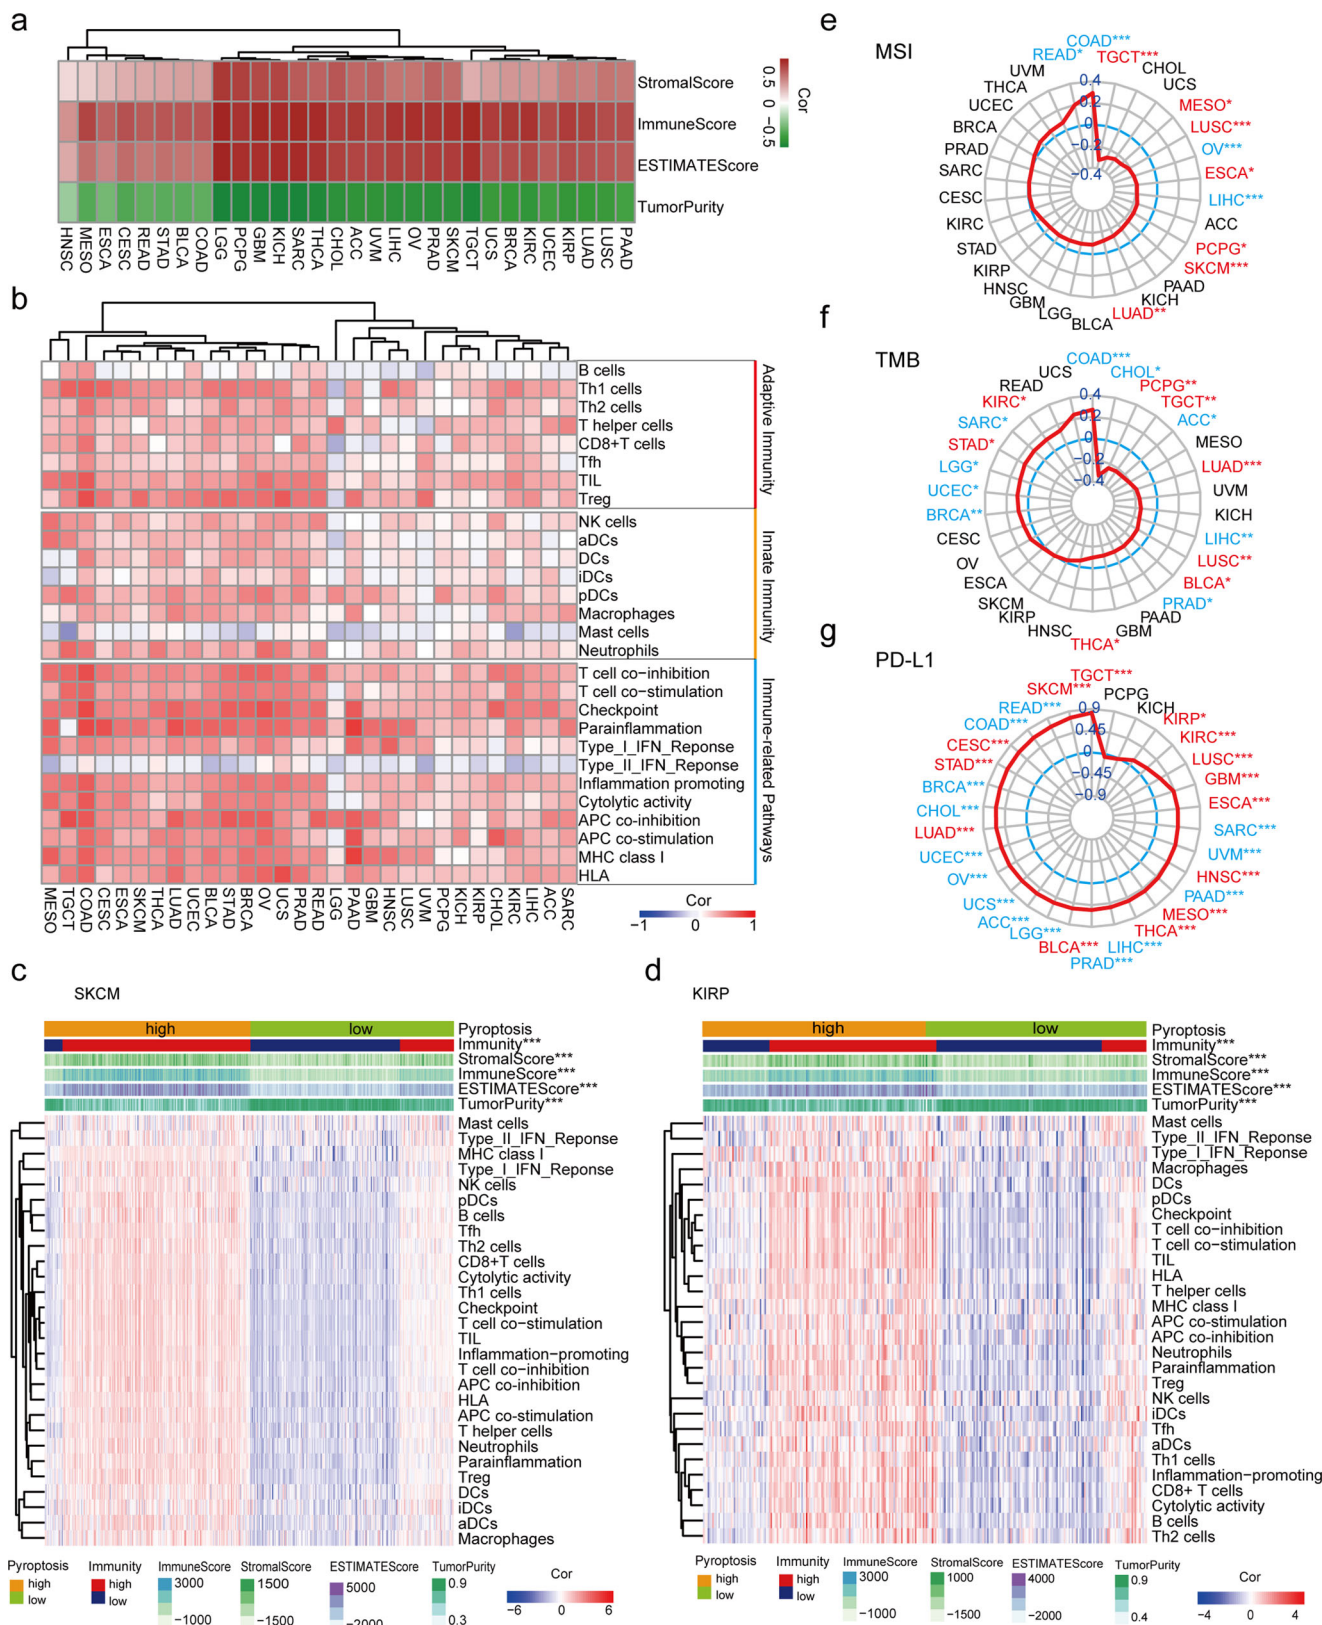 a
StromalScore
ImmuneScore
ESTIMATEScore
TumorPurity
0.5
0
−0.5
Cor
HNSC
MESO
ESCA
CESC
READ
STAD
BLCA
COAD
LGG
PCPG
GBM
KICH
SARC
THCA
CHOL
ACC
UVM
LIHC
OV
PRAD
SKCM
TGCT
UCS
BRCA
KIRC
UCEC
KIRP
LUAD
LUSC
PAAD
b
B cells
Th1 cells
Th2 cells
T helper cells
CD8+T cells
Tfh
TIL
Treg
Adaptive Immunity
NK cells
aDCs
DCs
iDCs
pDCs
Macrophages
Mast cells
Neutrophils
Innate Immunity
T cell co−inhibition
T cell co−stimulation
Checkpoint
Parainflammation
Type_I_IFN_Reponse
Type_II_IFN_Reponse
Inflammation promoting
Cytolytic activity
APC co−inhibition
APC co−stimulation
MHC class I
HLA
Immune−related Pathways
MESO
TGCT
COAD
CESC
ESCA
SKCM
THCA
LUAD
UCEC
BLCA
STAD
BRCA
OV
UCS
PRAD
READ
LGG
PAAD
GBM
HNSC
LUSC
UVM
PCPG
KICH
KIRP
CHOL
KIRC
LIHC
ACC
SARC
Cor
−1 0 1
e
MSI
COAD***
TGCT***
CHOL
UCS
MESO*
LUSC***
OV***
ESCA*
LIHC***
ACC
PCPG*
SKCM***
PAAD
KICH
LUAD**
BLCA
LGG
GBM
HNSC
KIRP
STAD
KIRC
CESC
SARC
PRAD
BRCA
UCEC
THCA
UVM
READ*
0.4
0.2
0
−0.2
−0.4
f
TMB
COAD***
CHOL*
PCPG**
TGCT**
ACC*
MESO
LUAD***
UVM
KICH
LIHC**
LUSC**
BLCA*
PRAD*
PAAD
GBM
THCA*
HNSC
KIRP
SKCM
ESCA
OV
CESC
BRCA**
UCEC*
LGG*
STAD*
SARC*
KIRC*
READ
UCS
0.4
0.2
0
−0.2
−0.4
g
PD-L1
TGCT***
PCPG
KICH
KIRP*
KIRC***
LUSC***
GBM***
ESCA***
SARC***
UVM***
HNSC***
PAAD***
MESO***
THCA***
LIHC***
PRAD***
BLCA***
LGG***
ACC***
UCS***
OV***
UCEC***
LUAD***
CHOL***
BRCA***
STAD***
CESC***
COAD***
READ***
SKCM***
0.9
0.45
0
−0.45
−0.9
c
SKCM
high low
Pyroptosis
Immunity***
StromalScore***
ImmuneScore***
ESTIMATEScore***
TumorPurity***
Mast cells
Type_II_IFN_Reponse
MHC class I
Type_I_IFN_Reponse
NK cells
pDCs
B cells
Tfh
Th2 cells
CD8+T cells
Cytolytic activity
Th1 cells
Checkpoint
T cell co−stimulation
TIL
Inflammation−promoting
T cell co−inhibition
APC co−inhibition
HLA
APC co−stimulation
T helper cells
Neutrophils
Parainflammation
Treg
DCs
iDCs
aDCs
Macrophages
Pyroptosis
high
low
Immunity
high
low
ImmuneScore
3000
−1000
StromalScore
1500
−1500
ESTIMATEScore
5000
−2000
TumorPurity
0.9
0.3
Cor
−6 0 6
d
KIRP
high low
Pyroptosis
Immunity***
StromalScore***
ImmuneScore***
ESTIMATEScore***
TumorPurity***
Mast cells
Type_II_IFN_Reponse
Type_I_IFN_Reponse
Macrophages
DCs
pDCs
Checkpoint
T cell co−inhibition
T cell co−stimulation
TIL
HLA
T helper cells
MHC class I
APC co−stimulation
APC co−inhibition
Neutrophils
Parainflammation
Treg
NK cells
iDCs
Tfh
aDCs
Th1 cells
Inflammation−promoting
CD8+ T cells
Cytolytic activity
B cells
Th2 cells
Pyroptosis
high
low
Immunity
high
low
ImmuneScore
3000
−1000
StromalScore
1000
−1500
ESTIMATEScore
4000
−2000
TumorPurity
0.9
0.4
Cor
−4 0 4